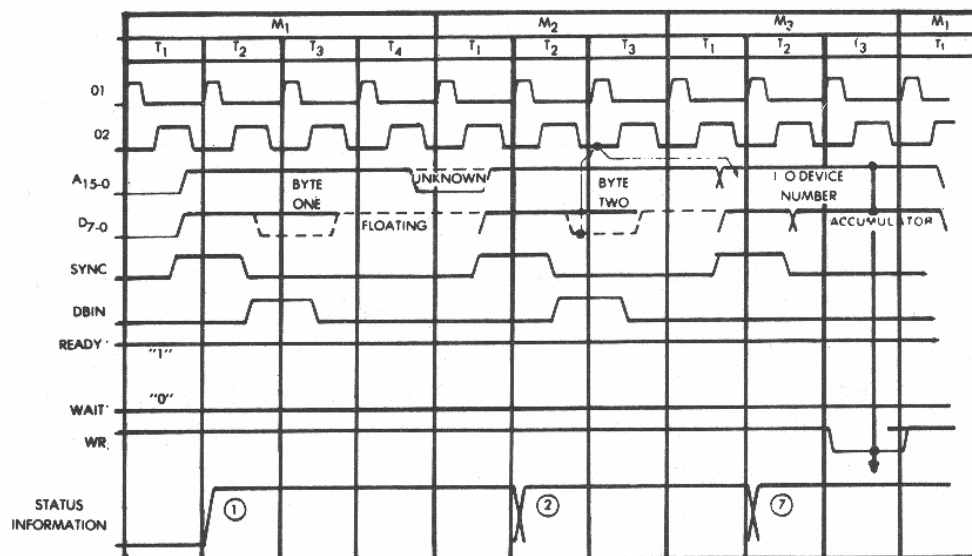 M1 M2 M3 M1
T1 T2 T3 T4 T1 T2 T3 T1 T2 T3 T1
01
02
A15-0 BYTE ONE UNKNOWN BYTE TWO I O DEVICE NUMBER
D7-0 FLOATING ACCUMULATOR
SYNC
DBIN
READY
"1"
"0"
WAIT
WR
STATUS INFORMATION 1 2 7